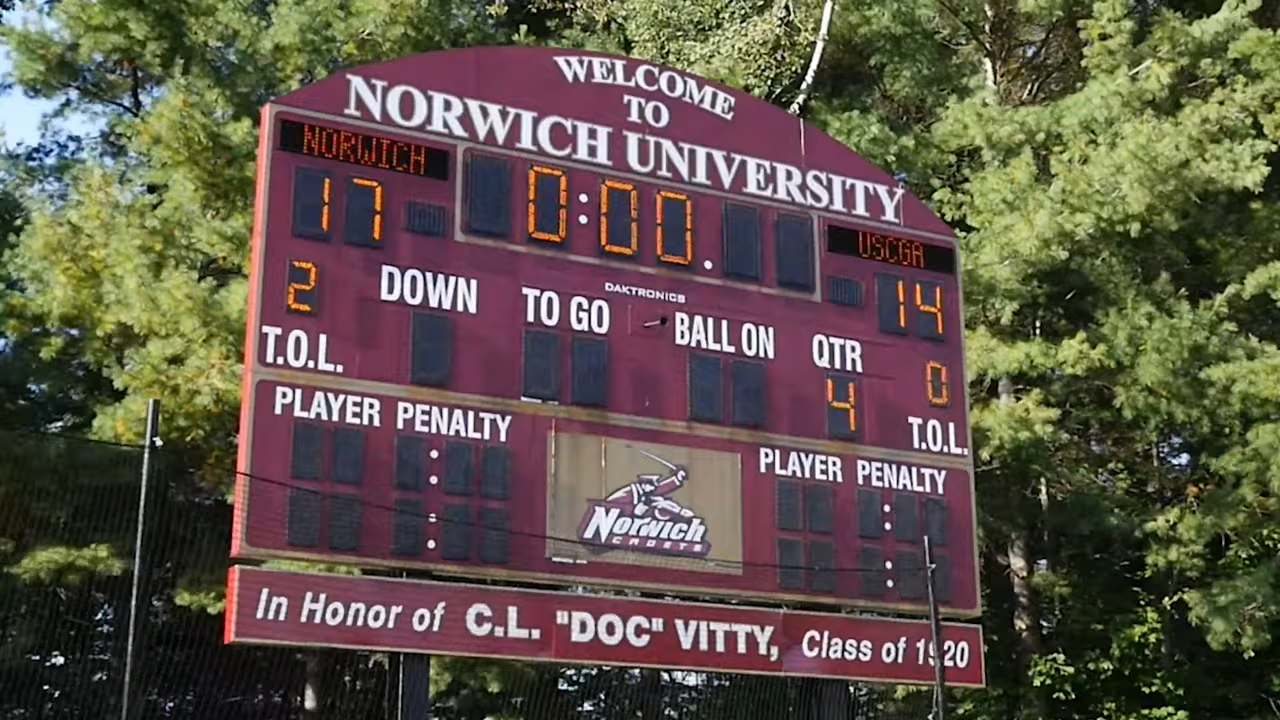 WELCOME
TO
NORWICH UNIVERSITY
NORWICH
0:00.
17
USCGA
14
2
DOWN
TO GO
DAKTRONICS
BALL ON
QTR
4
0
T.O.L.
T.O.L.
PLAYER PENALTY
PLAYER PENALTY
Norwich
CADETS
In Honor of C.L. "DOC" VITTY, Class of 1920